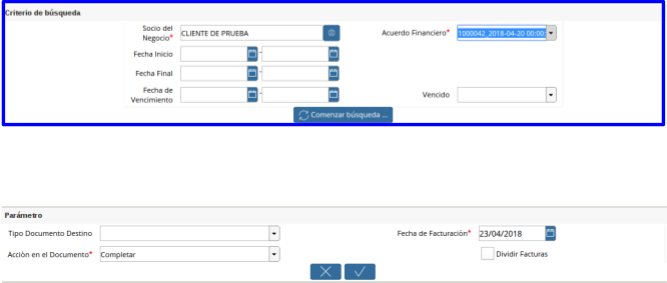 Criterio de búsqueda
Socio del Negocio* CLIENTE DE PRUEBA Acuerdo Financiero* 1000042_2018-04-20 00:00:
Fecha Inicio -
Fecha Final -
Fecha de Vencimiento - Vencido
Comenzar búsqueda ...
Parámetro
Tipo Documento Destino Fecha de Facturación* 23/04/2018
Acción en el Documento* Completar Dividir Facturas